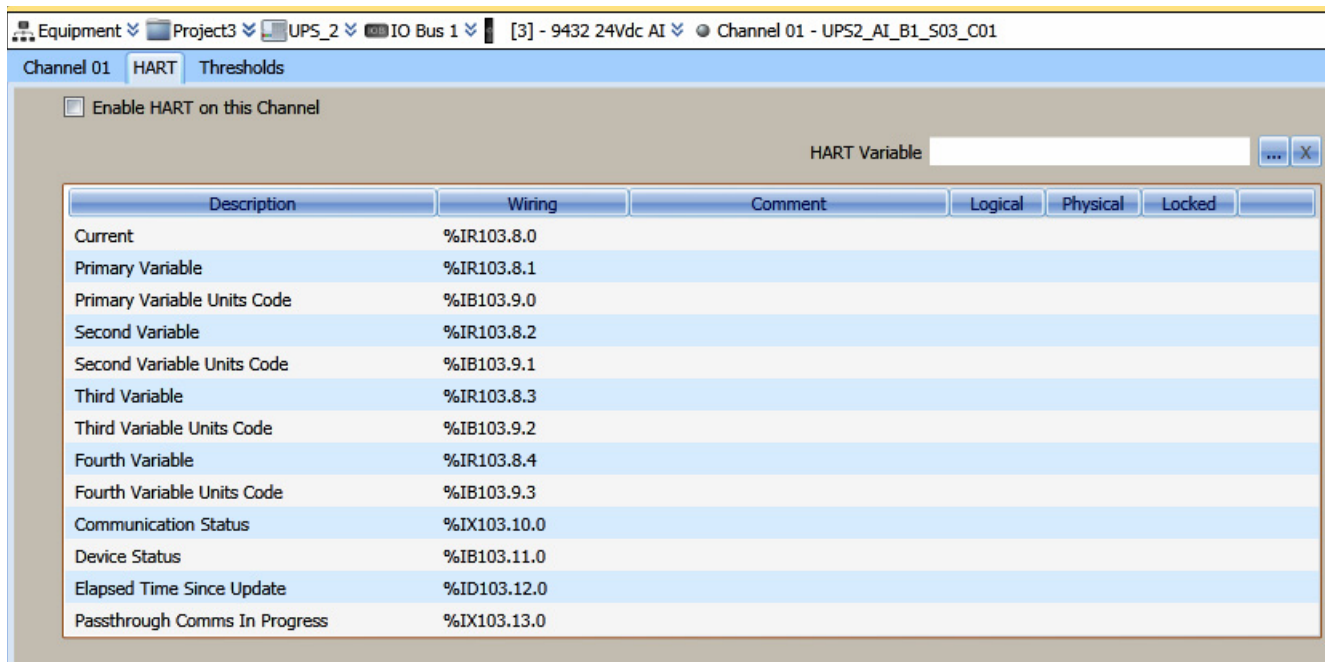 Equipment Project3 UPS_2 IO Bus 1 [3] - 9432 24Vdc AI Channel 01 - UPS2_AI_B1_S03_C01
Channel 01 HART Thresholds
Enable HART on this Channel
HART Variable ... X
Description Wiring Comment Logical Physical Locked
Current %IR103.8.0
Primary Variable %IR103.8.1
Primary Variable Units Code %IB103.9.0
Second Variable %IR103.8.2
Second Variable Units Code %IB103.9.1
Third Variable %IR103.8.3
Third Variable Units Code %IB103.9.2
Fourth Variable %IR103.8.4
Fourth Variable Units Code %IB103.9.3
Communication Status %IX103.10.0
Device Status %IB103.11.0
Elapsed Time Since Update %ID103.12.0
Passthrough Comms In Progress %IX103.13.0